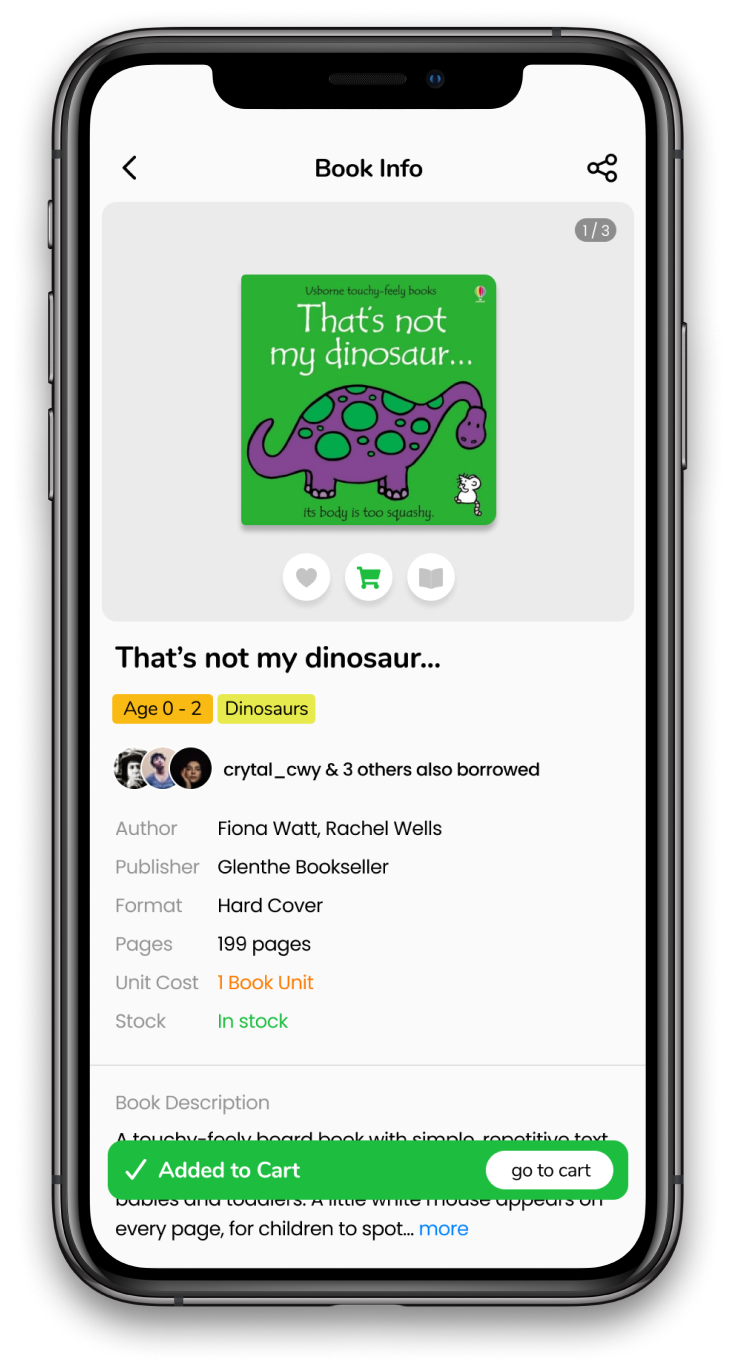 Book Info
1 / 3
Usborne touchy-feely books
That's not
my dinosaur...
its body is too squashy.
That's not my dinosaur...
Age 0 - 2 Dinosaurs
crytal_cwy & 3 others also borrowed
Author Fiona Watt, Rachel Wells
Publisher Glenthe Bookseller
Format Hard Cover
Pages 199 pages
Unit Cost 1 Book Unit
Stock In stock
Book Description
A touchy-feely board book with simple, repetitive text
Added to Cart go to cart
babies and toddlers. A little white mouse appears on
every page, for children to spot... more